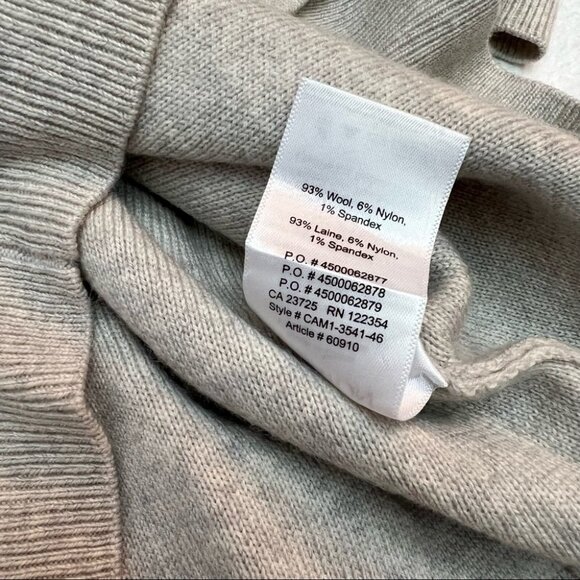 93% Wool, 6% Nylon,
1% Spandex
93% Laine, 6% Nylon,
1% Spandex
P.O. # 4500062877
P.O. # 4500062878
P.O. # 4500062879
CA 23725 RN 122354
Style # CAM1-3541-46
Article # 60910